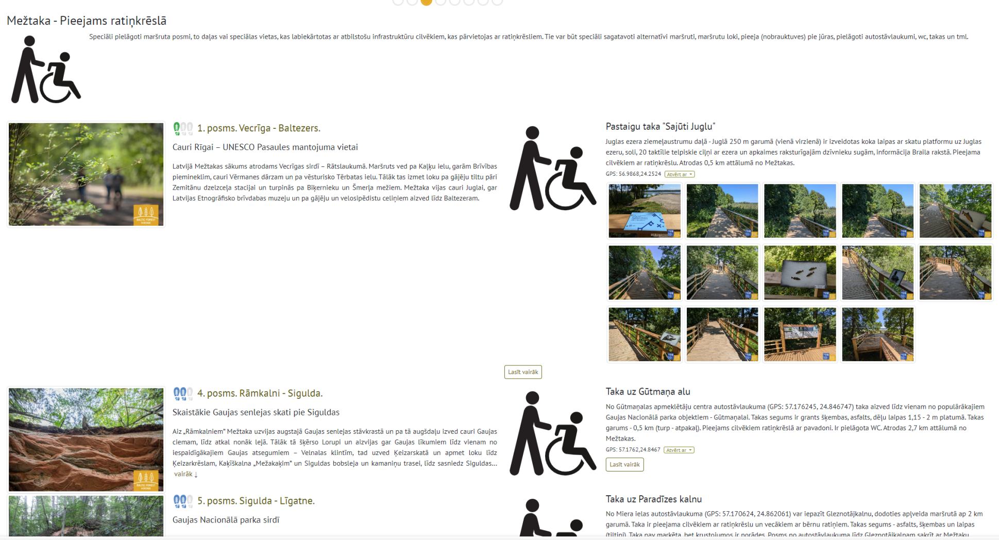 Mežtaka - Pieejams ratiņkrēslā
Speciāli pielāgoti maršruta posmi, to daļas vai speciālas vietas, kas labiekārtotas ar atbilstošu infrastruktūru cilvēkiem, kas pārvietojas ar ratiņkrēsliem. Tie var būt speciāli sagatavoti alternatīvi maršruti, maršrutu loki, pieeja (nobrauktuves) pie jūras, pielāgoti autostāvlaukumi, wc, takas un tml.
1. posms. Vecrīga - Baltezers.
Cauri Rīgai – UNESCO Pasaules mantojuma vietai
Latvijā Mežtakas sākums atrodams Vecrīgas sirdī – Rātslaukumā. Maršruts ved pa Kaļķu ielu, garām Brīvības
piemineklim, cauri Vērmanes dārzam un pa vēsturisko Tērbatas ielu. Tālāk tas izmet loku pa gājēju tiltu pāri
Zemitānu dzelzceļa stacijai un turpinās pa Biķernieku un Šmerļa mežiem. Mežtaka vijas cauri Juglai, gar
Latvijas Etnogrāfisko brīvdabas muzeju un pa gājēju un velosipēdistu celiņiem aizved līdz Baltezeram.
BALTIC FOREST
HIKING
Pastaigu taka "Sajūti Juglu"
Juglas ezera ziemeļaustrumu daļā - Juglā 250 m garumā (vienā virzienā) ir izveidotas koka laipas ar skatu platformu uz Juglas
ezeru, soli, 20 taktīlie telpiskie ciļņi ar ezera un apkaimes raksturīgajām dzīvnieku sugām, informācija Braila rakstā. Pieejama
cilvēkiem ar ratiņkrēslu. Atrodas 0,5 km attālumā no Mežtakas.
GPS: 56.9868,24.2524 Atvērt ar
Lasīt vairāk
4. posms. Rāmkalni - Sigulda.
Skaistākie Gaujas senlejas skati pie Siguldas
Aiz „Rāmkalniem” Mežtaka uzvijas augstajā Gaujas senlejas stāvkrastā un pa tā augšdaļu izved cauri Gaujas
ciemam, līdz atkal nonāk lejā. Tālāk tā šķērso Lorupi un aizvijas gar Gaujas līkumiem līdz vienam no
iespaidīgākajiem Gaujas atsegumiem – Velnalas klintīm, tad uzved Ķeizarskatā un apmet loku līdz
Ķeizarkrēslam, Kaķīškalna „Mežakaķim” un Siguldas bobsleja un kamaniņu trasei, līdz sasniedz Siguldas...
vairāk ↓
BALTIC FOREST
HIKING
Taka uz Gūtmaņa alu
No Gūtmaņalas apmeklētāju centra autostāvlaukuma (GPS: 57.176245, 24.846747) taka aizved līdz vienam no populārākajiem
Gaujas Nacionālā parka objektiem - Gūtmaņalai. Takas segums ir grants šķembas, asfalts, dēļu laipas 1,15 - 2 m platumā. Takas
garums - 0,5 km (turp - atpakaļ). Pieejams cilvēkiem ratiņkrēslā ar pavadoni. Ir pielāgota WC. Atrodas 2,7 km attālumā no
Mežtakas.
GPS: 57.1762,24.8467 Atvērt ar
Lasīt vairāk
5. posms. Sigulda - Līgatne.
Gaujas Nacionālā parka sirdī
Taka uz Paradīzes kalnu
No Miera ielas autostāvlaukuma (GPS: 57.170624, 24.862061) var iepazīt Gleznotājkalnu, dodoties apļveida maršrutā ap 2 km
garumā. Taka ir pieejama cilvēkiem ar ratiņkrēslu un vecākiem ar bērnu ratiņiem. Takas segums - asfalts, šķembas un laipas
(tiltiņi). Taka nav marķēta, bet krustojumos ir norādes. Posms no autostāvlaukuma līdz Gleznotājkalnam sakrīt ar Mežtaku.